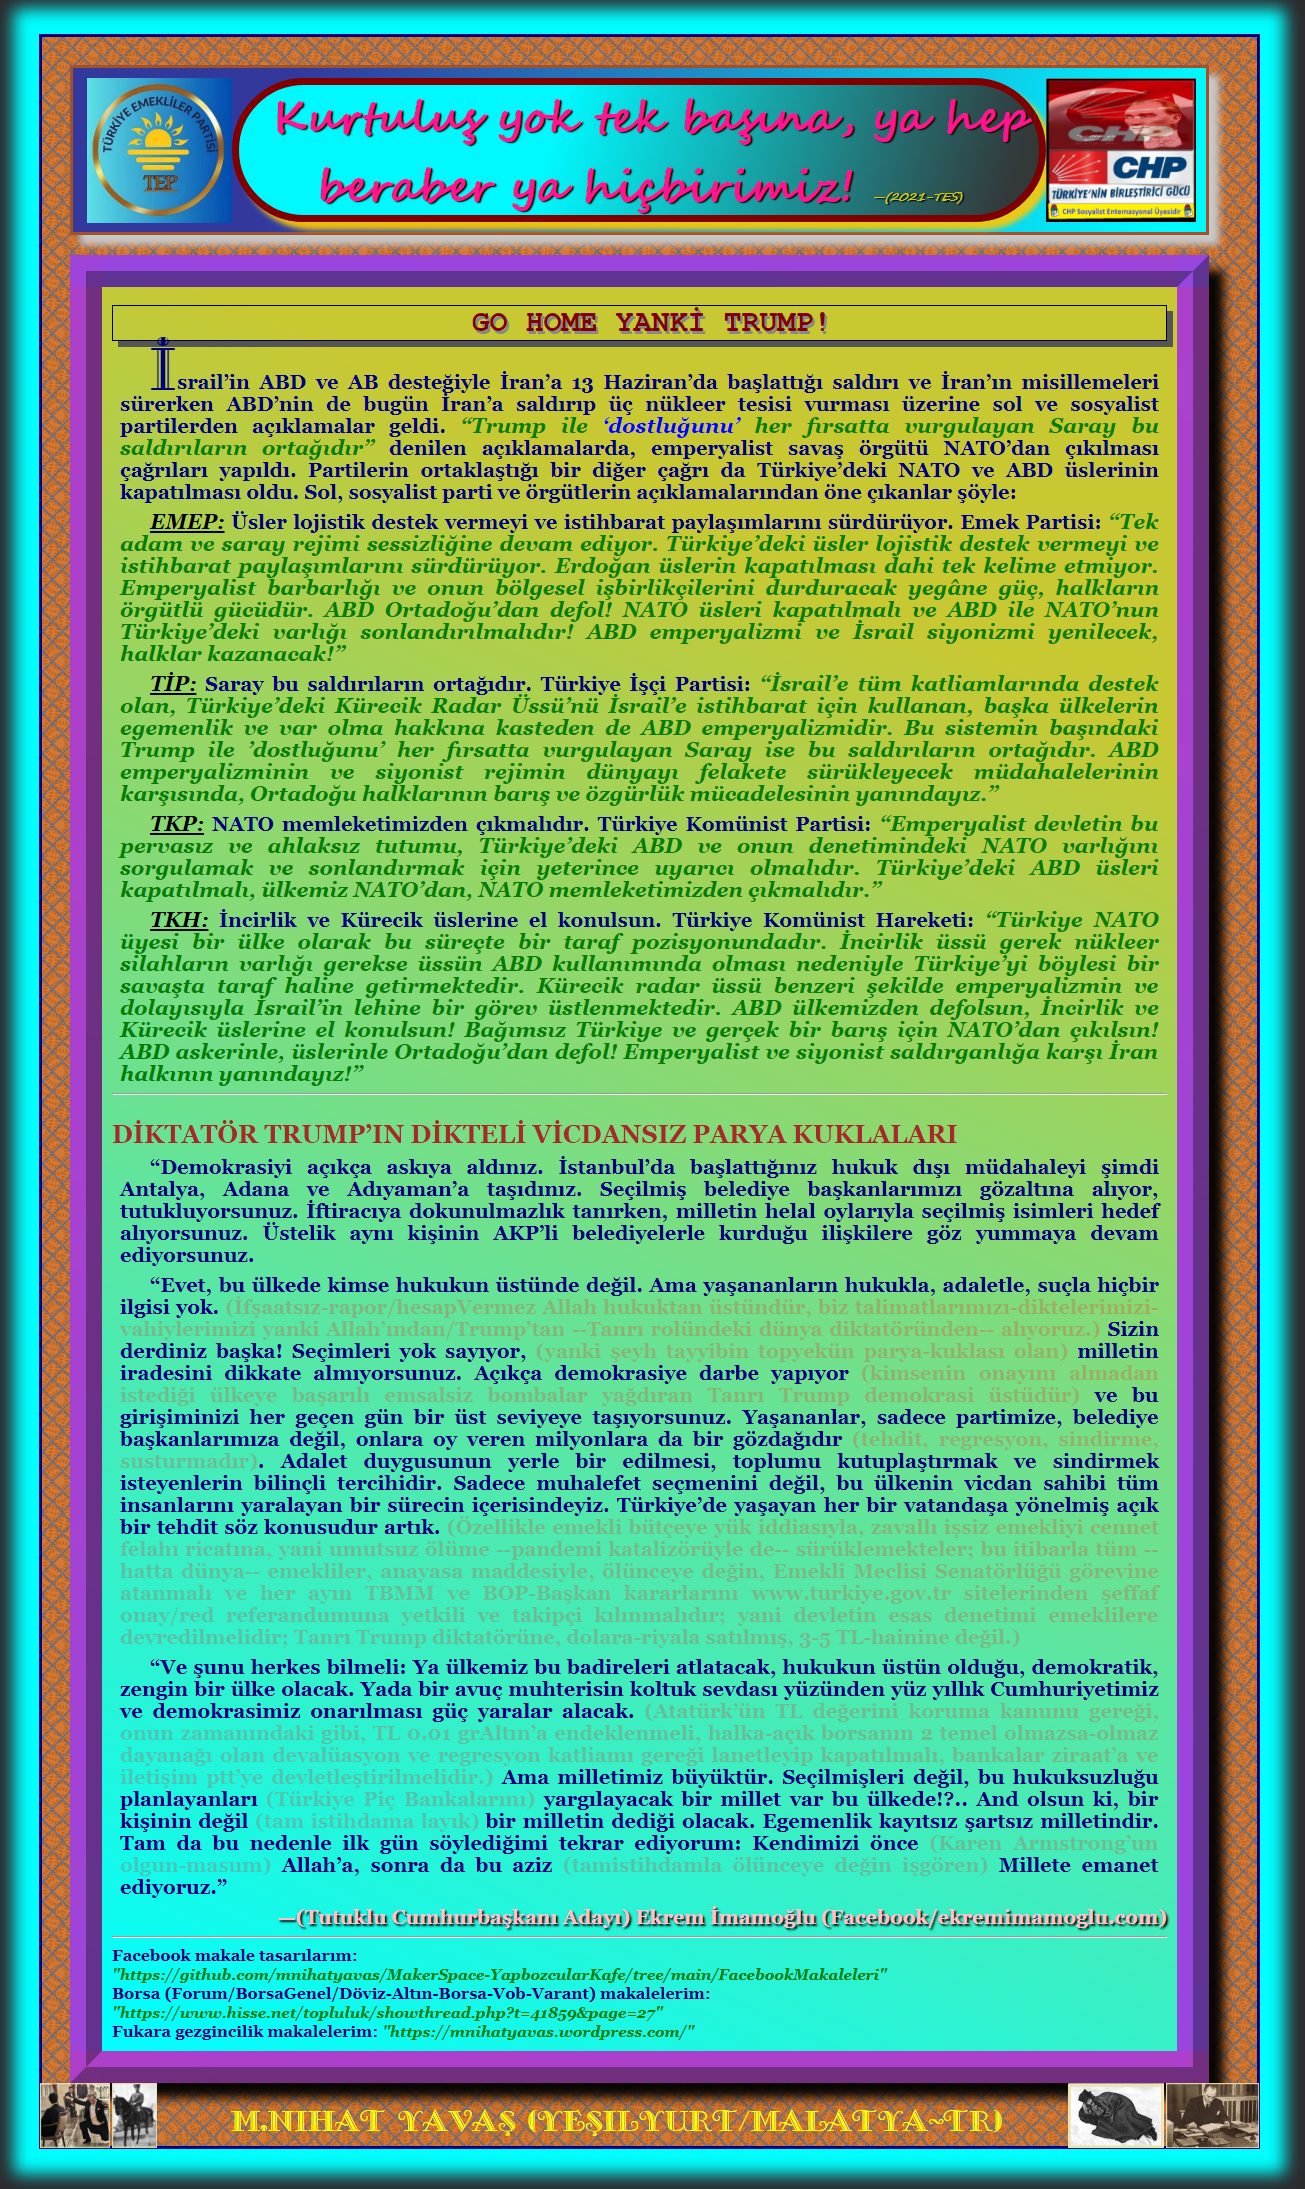 TÜRKİYE EMEKLİLER PARTİSİ
TEP
Kurtuluş yok tek başına, ya hep
beraber ya hiçbirimiz! —(2021-TES)
CHP
CHP
TÜRKİYE'NİN BİRLEŞTİRİCİ GÜCÜ
CHP Sosyalist Enternasyonal Üyesidir
GO HOME YANKİ TRUMP!
İsrail’in ABD ve AB desteğiyle İran’a 13 Haziran’da başlattığı saldırı ve İran’ın misillemeleri
sürerken ABD’nin de bugün İran’a saldırıp üç nükleer tesisi vurması üzerine sol ve sosyalist
partilerden açıklamalar geldi. “Trump ile ‘dostluğunu’ her fırsatta vurgulayan Saray bu
saldırıların ortağıdır” denilen açıklamalarda, emperyalist savaş örgütü NATO’dan çıkılması
çağrıları yapıldı. Partilerin ortaklaştığı bir diğer çağrı da Türkiye’deki NATO ve ABD üslerinin
kapatılması oldu. Sol, sosyalist parti ve örgütlerin açıklamalarından öne çıkanlar şöyle:
EMEP: Üsler lojistik destek vermeyi ve istihbarat paylaşımlarını sürdürüyor. Emek Partisi: “Tek
adam ve saray rejimi sessizliğine devam ediyor. Türkiye’deki üsler lojistik destek vermeyi ve
istihbarat paylaşımlarını sürdürüyor. Erdoğan üslerin kapatılması dahi tek kelime etmiyor.
Emperyalist barbarlığı ve onun bölgesel işbirlikçilerini durduracak yegâne güç, halkların
örgütlü gücüdür. ABD Ortadoğu’dan defol! NATO üsleri kapatılmalı ve ABD ile NATO’nun
Türkiye’deki varlığı sonlandırılmalıdır! ABD emperyalizmi ve İsrail siyonizmi yenilecek,
halklar kazanacak!”
TİP: Saray bu saldırıların ortağıdır. Türkiye İşçi Partisi: “İsrail’e tüm katliamlarında destek
olan, Türkiye’deki Kürecik Radar Üssü’nü İsrail’e istihbarat için kullanan, başka ülkelerin
egemenlik ve var olma hakkına kasteden de ABD emperyalizmidir. Bu sistemin başındaki
Trump ile ’dostluğunu’ her fırsatta vurgulayan Saray ise bu saldırıların ortağıdır. ABD
emperyalizminin ve siyonist rejimin dünyayı felakete sürükleyecek müdahalelerinin
karşısında, Ortadoğu halklarının barış ve özgürlük mücadelesinin yanındayız.”
TKP: NATO memleketimizden çıkmalıdır. Türkiye Komünist Partisi: “Emperyalist devletin bu
pervasız ve ahlaksız tutumu, Türkiye’deki ABD ve onun denetimindeki NATO varlığını
sorgulamak ve sonlandırmak için yeterince uyarıcı olmalıdır. Türkiye’deki ABD üsleri
kapatılmalı, ülkemiz NATO’dan, NATO memleketimizden çıkmalıdır.”
TKH: İncirlik ve Kürecik üslerine el konulsun. Türkiye Komünist Hareketi: “Türkiye NATO
üyesi bir ülke olarak bu süreçte bir taraf pozisyonundadır. İncirlik üssü gerek nükleer
silahların varlığı gerekse üssün ABD kullanımında olması nedeniyle Türkiye’yi böylesi bir
savaşta taraf haline getirmektedir. Kürecik radar üssü benzeri şekilde emperyalizmin ve
dolayısıyla İsrail’in lehine bir görev üstlenmektedir. ABD ülkemizden defolsun, İncirlik ve
Kürecik üslerine el konulsun! Bağımsız Türkiye ve gerçek bir barış için NATO’dan çıkılsın!
ABD askerinle, üslerinle Ortadoğu’dan defol! Emperyalist ve siyonist saldırganlığa karşı İran
halkının yanındayız!”
DİKTATÖR TRUMP’IN DİKTELİ VİCDANSIZ PARYA KUKLALARI
“Demokrasiyi açıkça askıya aldınız. İstanbul’da başlattığınız hukuk dışı müdahaleyi şimdi
Antalya, Adana ve Adıyaman’a taşıdınız. Seçilmiş belediye başkanlarımızı gözaltına alıyor,
tutukluyorsunuz. İftiracıya dokunulmazlık tanırken, milletin helal oylarıyla seçilmiş isimleri hedef
alıyorsunuz. Üstelik aynı kişinin AKP’li belediyelerle kurduğu ilişkilere göz yummaya devam
ediyorsunuz.
“Evet, bu ülkede kimse hukukun üstünde değil. Ama yaşananların hukukla, adaletle, suçla hiçbir
ilgisi yok. (İfşaatsız-rapor/hesapVermez Allah hukuktan üstündür, biz talimatlarımızı-diktelerimizi-
vahiylerimizi yanki Allah’ından/Trump’tan --Tanrı rolündeki dünya diktatöründen-- alıyoruz.) Sizin
derdiniz başka! Seçimleri yok sayıyor, (yanki şeyh tayyibin topyekün parya-kuklası olan) milletin
iradesini dikkate almıyorsunuz. Açıkça demokrasiye darbe yapıyor (kimsenin onayını almadan
istediği ülkeye başarılı emsalsiz bombalar yağdıran Tanrı Trump demokrasi üstüdür) ve bu
girişiminizi her geçen gün bir üst seviyeye taşıyorsunuz. Yaşananlar, sadece partimize, belediye
başkanlarımıza değil, onlara oy veren milyonlara da bir gözdağıdır (tehdit, regresyon, sindirme,
susturmadır). Adalet duygusunun yerle bir edilmesi, toplumu kutuplaştırmak ve sindirmek
isteyenlerin bilinçli tercihidir. Sadece muhalefet seçmenini değil, bu ülkenin vicdan sahibi tüm
insanlarını yaralayan bir sürecin içerisindeyiz. Türkiye’de yaşayan her bir vatandaşa yönelmiş açık
bir tehdit söz konusudur artık. (Özellikle emekli bütçeye yük iddiasıyla, zavallı işsiz emekliyi cennet
felahı ricatına, yani umutsuz ölüme --pandemi katalizörüyle de-- sürüklemekteler; bu itibarla tüm --
hatta dünya-- emekliler, anayasa maddesiyle, ölünceye değin, Emekli Meclisi Senatörlüğü görevine
atanmalı ve her ayın TBMM ve BOP-Başkan kararlarını www.turkiye.gov.tr sitelerinden şeffaf
onay/red referandumuna yetkili ve takipçi kılınmalıdır; yani devletin esas denetimi emeklilere
devredilmelidir; Tanrı Trump diktatörüne, dolara-riyala satılmış, 3-5 TL-hainine değil.)
“Ve şunu herkes bilmeli: Ya ülkemiz bu badireleri atlatacak, hukukun üstün olduğu, demokratik,
zengin bir ülke olacak. Yada bir avuç muhterisin koltuk sevdası yüzünden yüz yıllık Cumhuriyetimiz
ve demokrasimiz onarılması güç yaralar alacak. (Atatürk’ün TL değerini koruma kanunu gereği,
onun zamanındaki gibi, TL 0.01 grAltın’a endeklenmeli, halka-açık borsanın 2 temel olmazsa-olmaz
dayanağı olan devalüasyon ve regresyon katliamı gereği lanetleyip kapatılmalı, bankalar ziraat’a ve
iletişim ptt’ye devletleştirilmelidir.) Ama milletimiz büyüktür. Seçilmişleri değil, bu hukuksuzluğu
planlayanları (Türkiye Piç Bankalarını) yargılayacak bir millet var bu ülkede!?.. And olsun ki, bir
kişinin değil (tam istihdama layık) bir milletin dediği olacak. Egemenlik kayıtsız şartsız milletindir.
Tam da bu nedenle ilk gün söylediğimi tekrar ediyorum: Kendimizi önce (Karen Armstrong’un
olgun-masum) Allah’a, sonra da bu aziz (tamistihdamla ölünceye değin işgören) Millete emanet
ediyoruz.”
—(Tutuklu Cumhurbaşkanı Adayı) Ekrem İmamoğlu (Facebook/ekremimamoglu.com)
Facebook makale tasarılarım:
"https://github.com/mnihatyavas/MakerSpace-YapbozcularKafe/tree/main/FacebookMakaleleri"
Borsa (Forum/BorsaGenel/Döviz-Altın-Borsa-Vob-Varant) makalelerim:
"https://www.hisse.net/topluluk/showthread.php?t=41859&page=27"
Fukara gezgincilik makalelerim: "https://mnihatyavas.wordpress.com/"
M.NIHAT YAVAŞ (YEŞILYURT/MALATYA~TR)